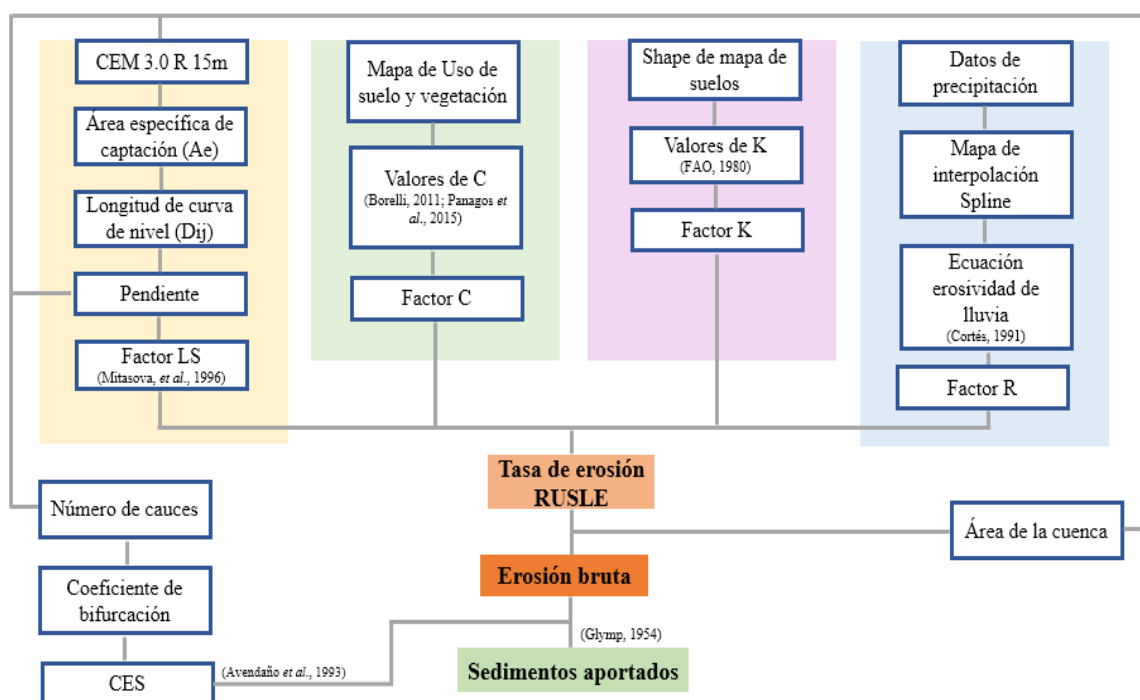 CEM 3.0 R 15m
Área específica de
captación (Ae)
Longitud de curva
de nivel (Dij)
Pendiente
Factor LS
(Mitasova, et al., 1996)
Mapa de Uso de
suelo y vegetación
Valores de C
(Borelli, 2011; Panagos et
al., 2015)
Factor C
Shape de mapa de
suelos
Valores de K
(FAO, 1980)
Factor K
Datos de
precipitación
Mapa de
interpolación
Spline
Ecuación
erosividad de
lluvia
(Cortés, 1991)
Factor R
Tasa de erosión
RUSLE
Número de cauces
Área de la cuenca
Erosión bruta
Coeficiente de
bifurcación
(Glymp, 1954)
(Avendaño et al., 1993)
Sedimentos aportados
CES